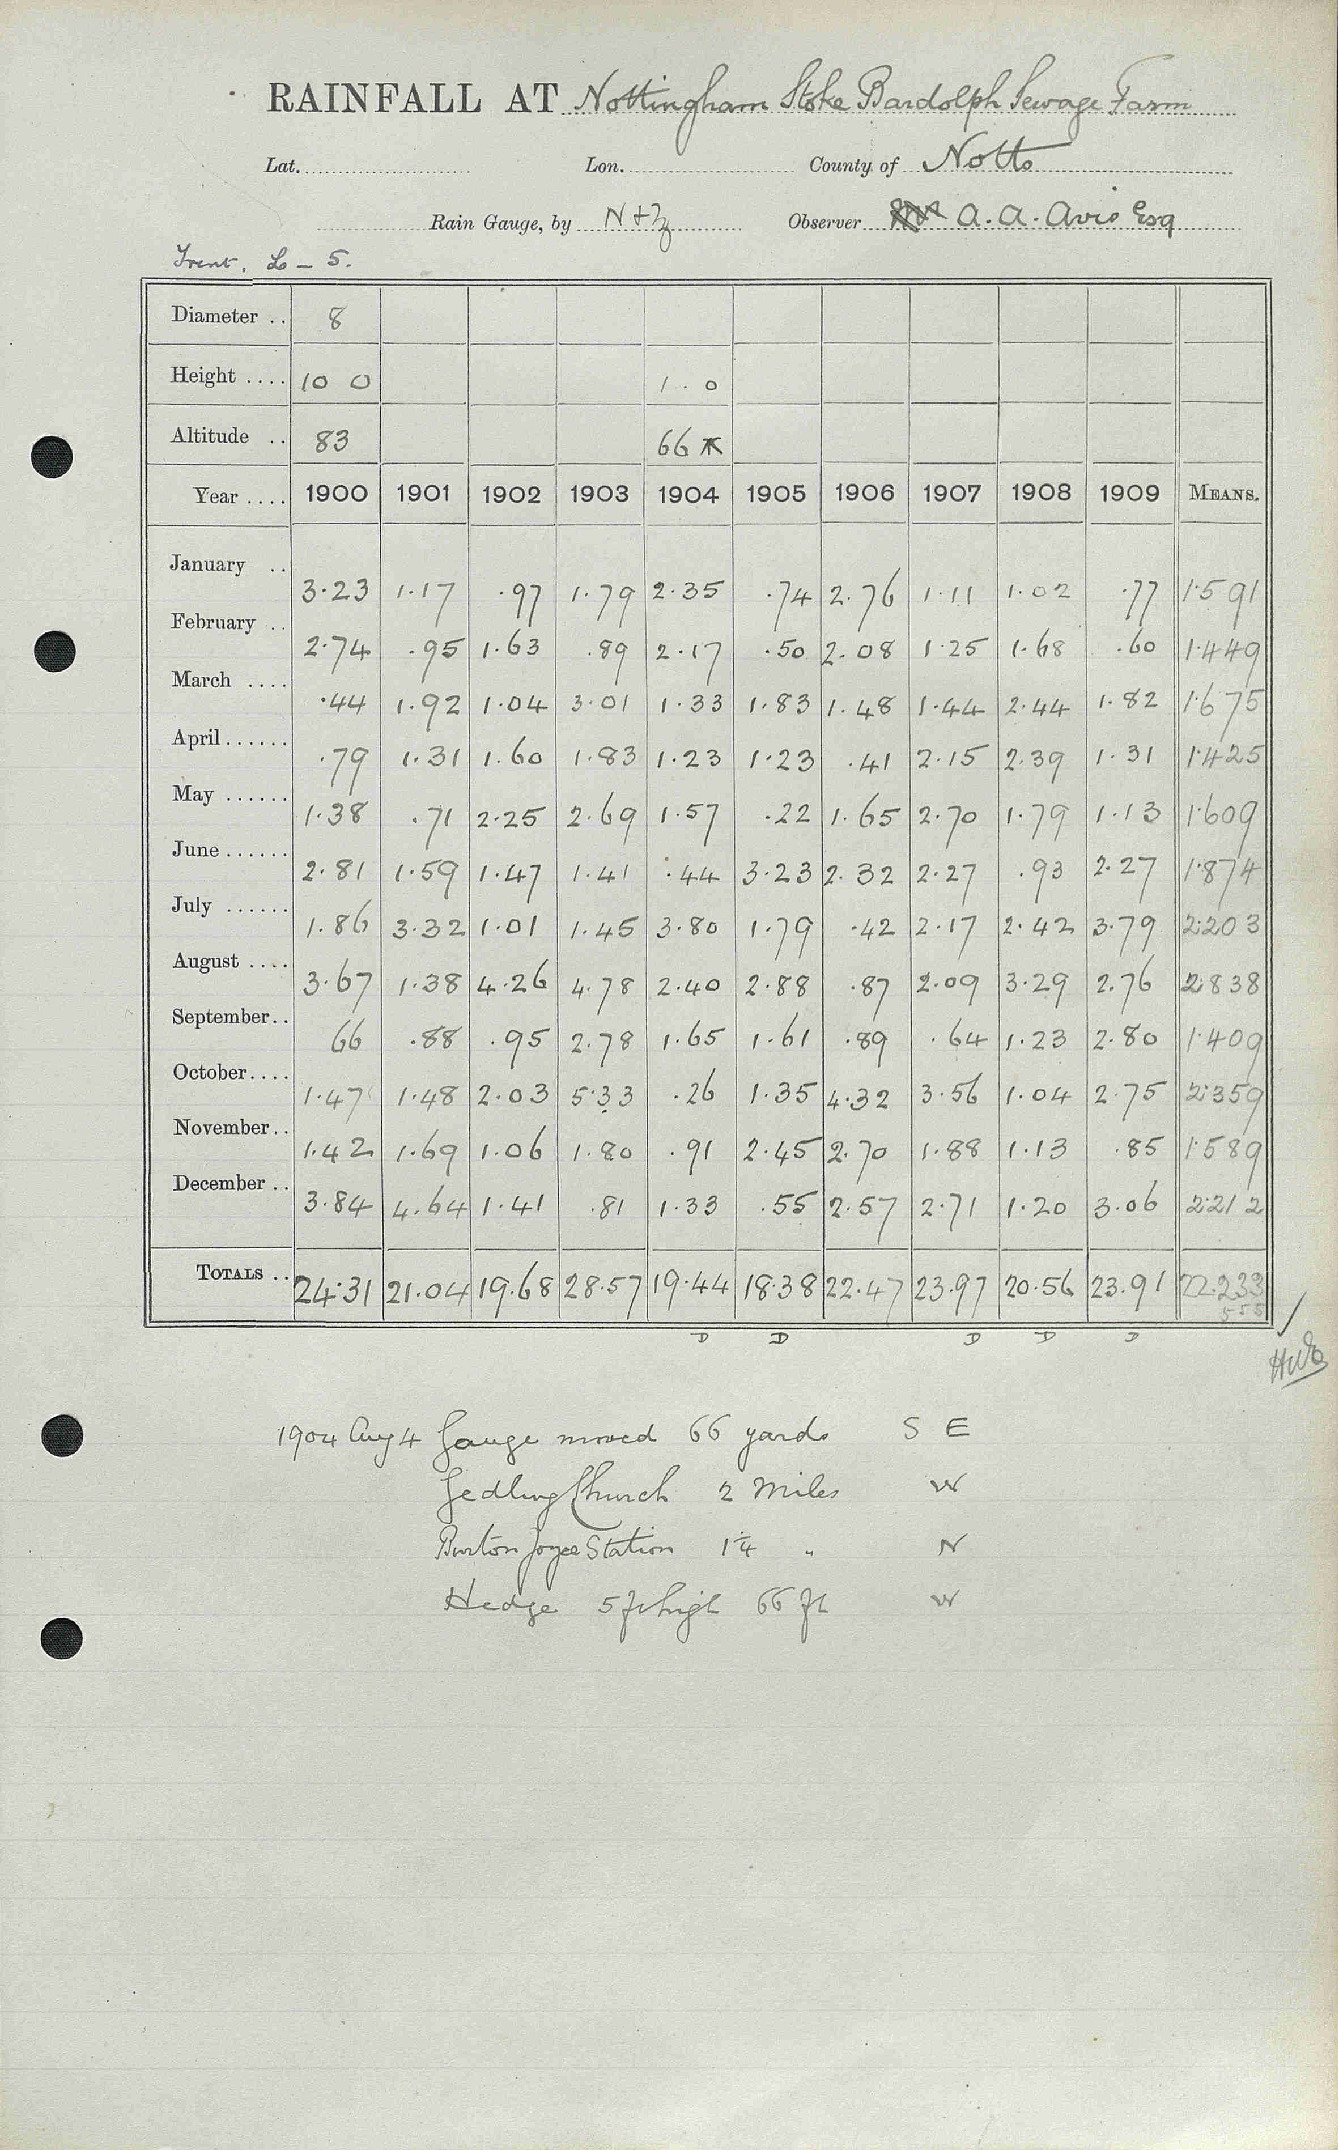 RAINFALL AT Nottingham Stoke Bardolph Sewage Farm
Lat. Lon. County of Notts
Rain Gauge, by N+Z Observer A. A. Avis Esq
Trent. L - 5.
Diameter .. 8
Height .... 10 0 1.0
Altitude .. 83 66
Year .... 1900 1901 1902 1903 1904 1905 1906 1907 1908 1909 MEANS.
January .. 3.23 1.17 .97 1.79 2.35 .74 2.76 1.11 1.02 .77 1.591
February .. 2.74 .95 1.63 .89 2.17 .50 2.08 1.25 1.68 .60 1.449
March .... .44 1.92 1.04 3.01 1.33 1.83 1.48 1.44 2.44 1.82 1.675
April...... .79 1.31 1.60 1.83 1.23 1.23 .41 2.15 2.39 1.31 1.425
May ...... 1.38 .71 2.25 2.69 1.57 .22 1.65 2.70 1.79 1.13 1.609
June...... 2.81 1.59 1.47 1.41 .44 3.23 2.32 2.27 .93 2.27 1.874
July ...... 1.86 3.32 1.01 1.45 3.80 1.79 .42 2.17 2.42 3.79 2.203
August .... 3.67 1.38 4.26 4.78 2.40 2.88 .87 2.09 3.29 2.76 2.838
September.. 66 .88 .95 2.78 1.65 1.61 .89 .64 1.23 2.80 1.409
October.... 1.47 1.48 2.03 5.33 .26 1.35 4.32 3.56 1.04 2.75 2.359
November.. 1.42 1.69 1.06 1.80 .91 2.45 2.70 1.88 1.13 .85 1.589
December .. 3.84 4.64 1.41 .81 1.33 .55 2.57 2.71 1.20 3.06 2.212
TOTALS .. 24.31 21.04 19.68 28.57 19.44 18.38 22.47 23.97 20.56 23.91 22.233
555
D D D D D
1904 Aug 4 Gauge moved 66 yards S E
Gedling Church 2 miles W
Burton Joyce Station 1¼ " N
Hedge 5 ft high 66 ft W